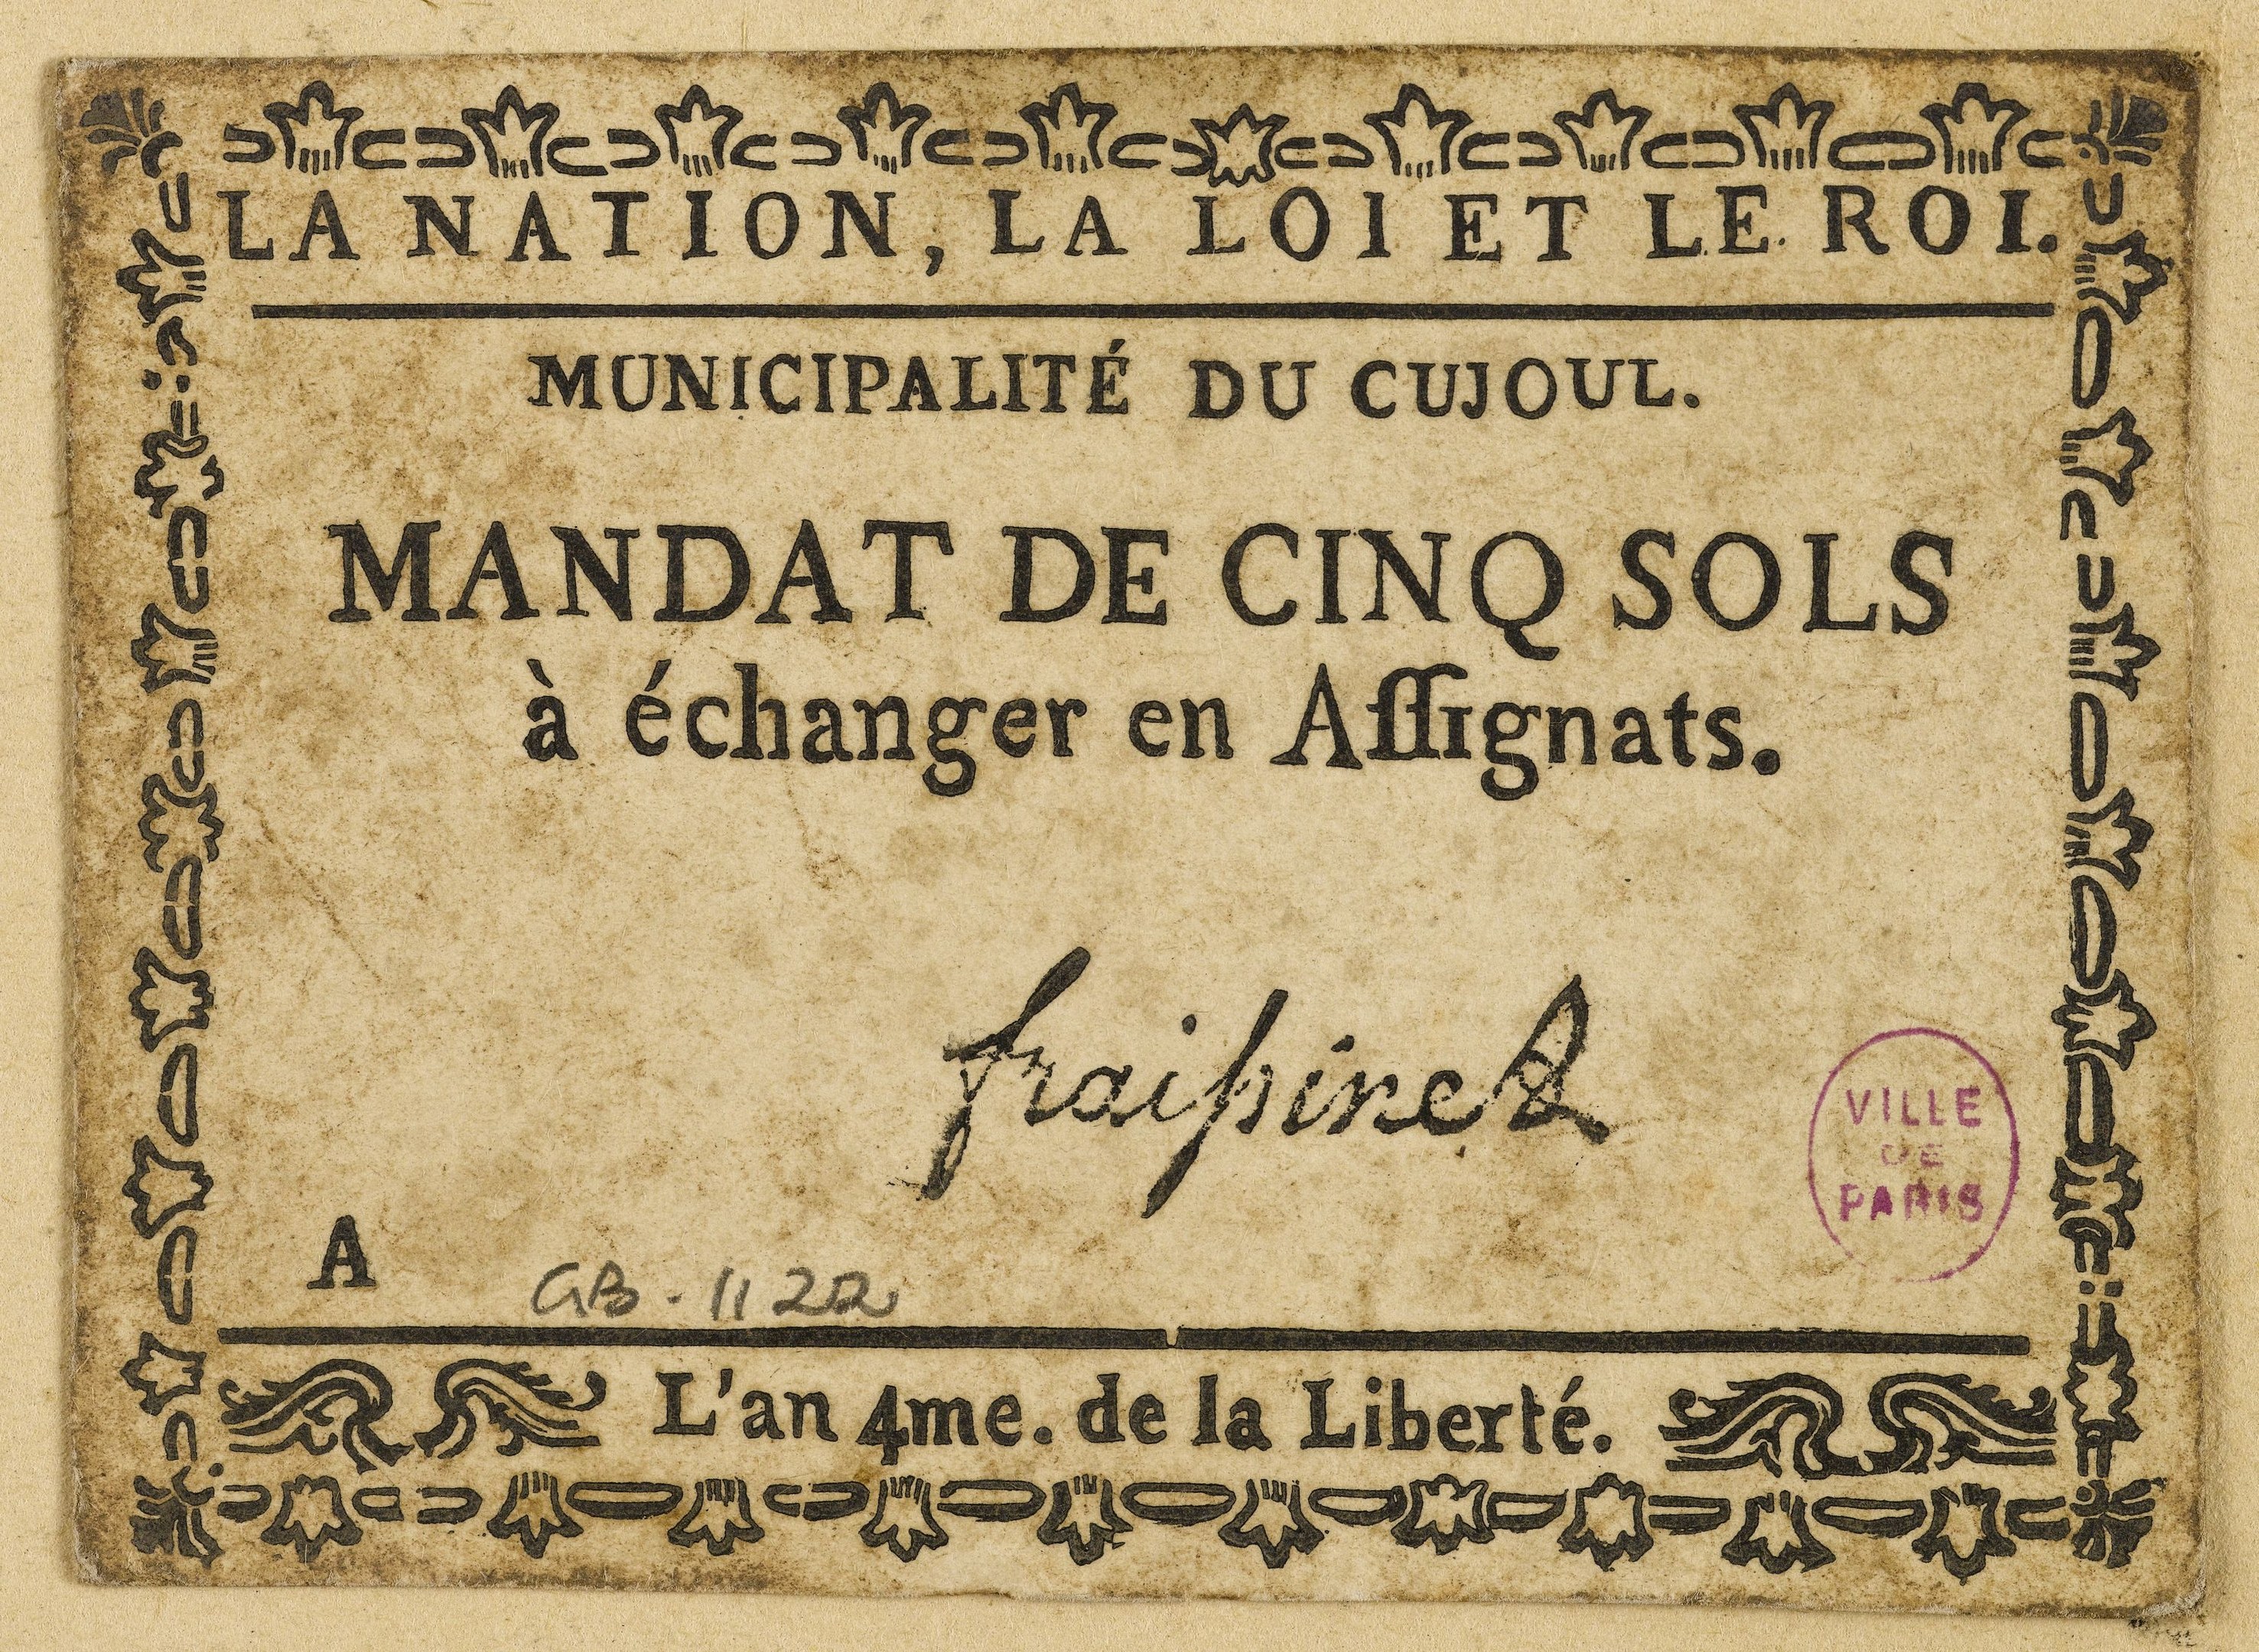 LA NATION, LA LOI ET LE ROI.
MUNICIPALITÉ DU CUJOUL.
MANDAT DE CINQ SOLS
à échanger en Aſſignats.
fraissinet
VILLE
DE
PARIS
A
GB-1122
L'an 4me. de la Liberté.